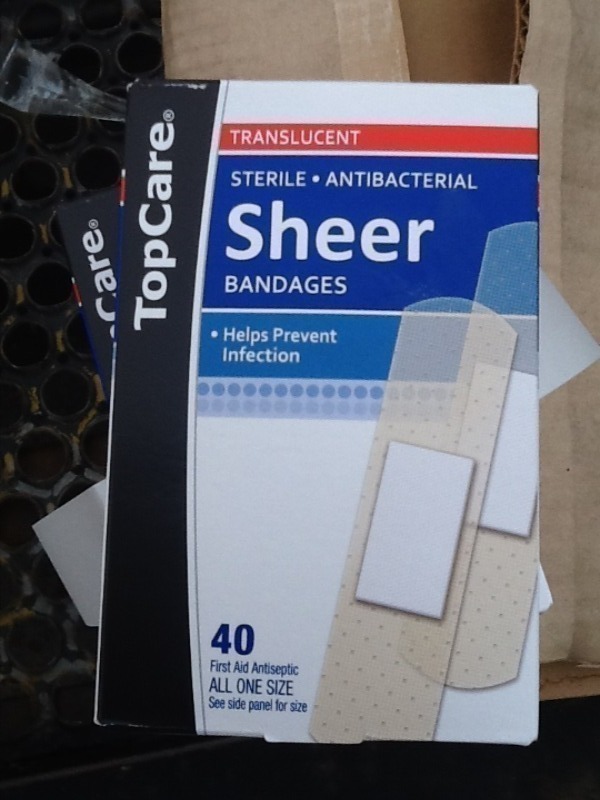 TopCare®
Care®
TRANSLUCENT
STERILE • ANTIBACTERIAL
Sheer
BANDAGES
• Helps Prevent
Infection
40
First Aid Antiseptic
ALL ONE SIZE
See side panel for size